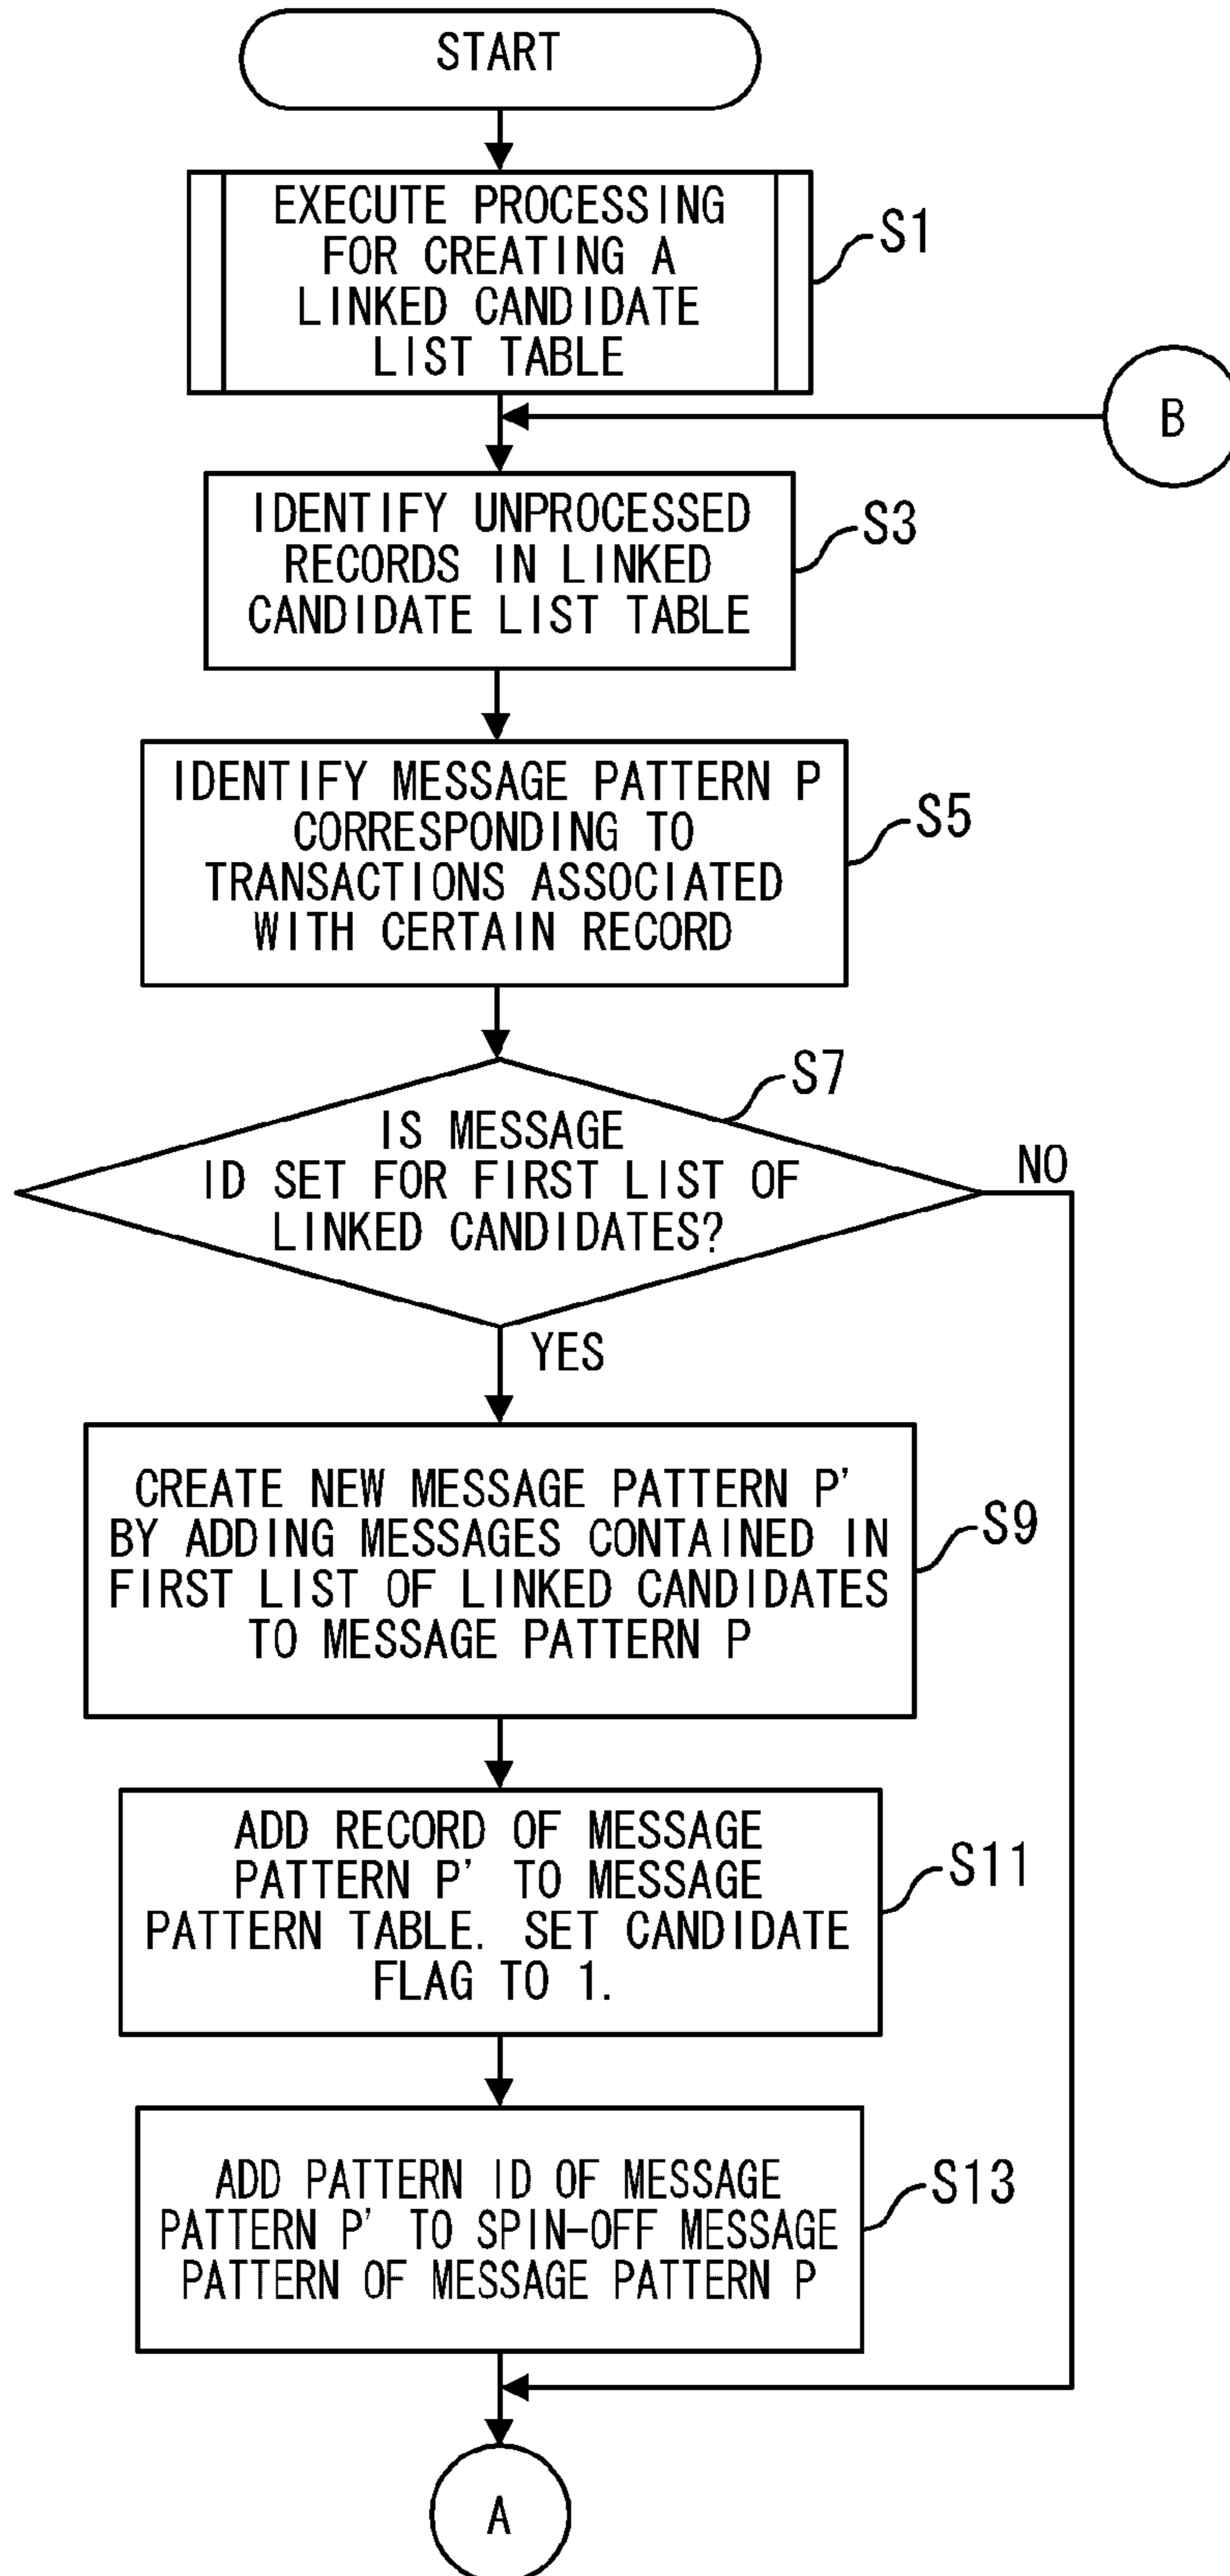 START
EXECUTE PROCESSING
FOR CREATING A
LINKED CANDIDATE
LIST TABLE
S1
B
IDENTIFY UNPROCESSED
RECORDS IN LINKED
CANDIDATE LIST TABLE
S3
IDENTIFY MESSAGE PATTERN P
CORRESPONDING TO
TRANSACTIONS ASSOCIATED
WITH CERTAIN RECORD
S5
S7
IS MESSAGE
ID SET FOR FIRST LIST OF
LINKED CANDIDATES?
NO
YES
CREATE NEW MESSAGE PATTERN P'
BY ADDING MESSAGES CONTAINED IN
FIRST LIST OF LINKED CANDIDATES
TO MESSAGE PATTERN P
S9
ADD RECORD OF MESSAGE
PATTERN P' TO MESSAGE
PATTERN TABLE. SET CANDIDATE
FLAG TO 1.
S11
ADD PATTERN ID OF MESSAGE
PATTERN P' TO SPIN-OFF MESSAGE
PATTERN OF MESSAGE PATTERN P
S13
A